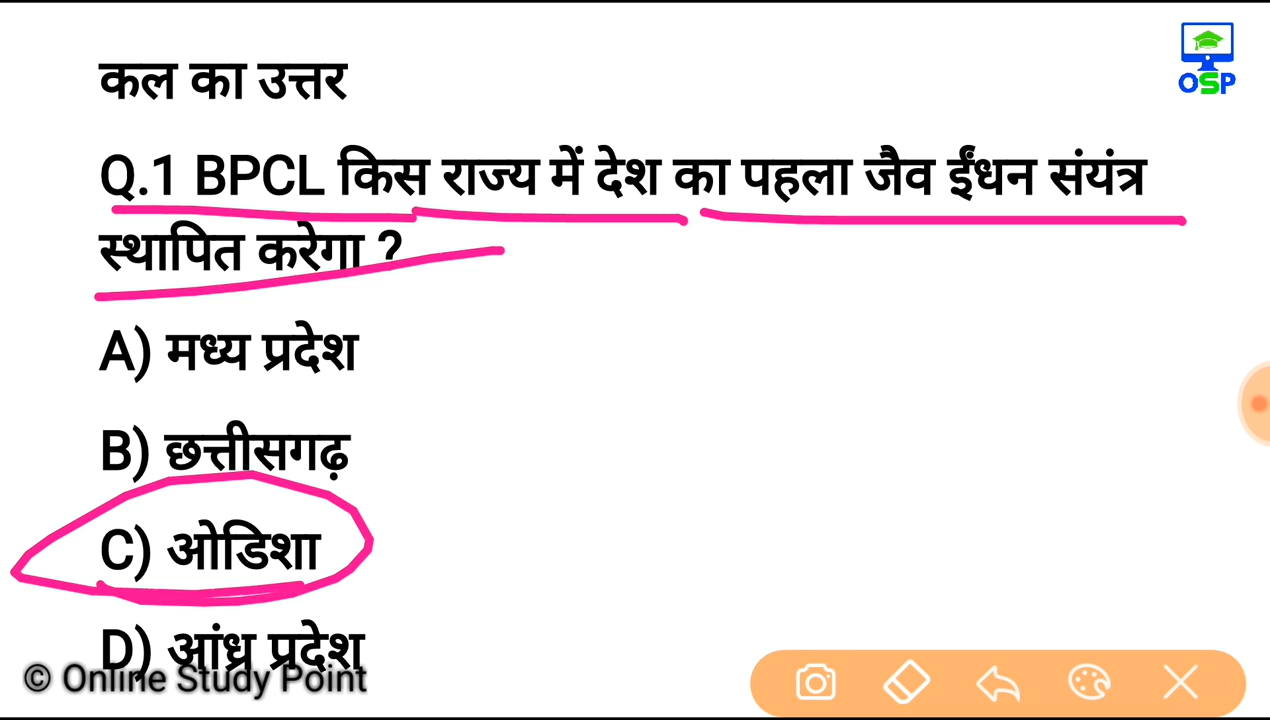 OSP
कल का उत्तर
Q.1 BPCL किस राज्य में देश का पहला जैव ईंधन संयंत्र
स्थापित करेगा ?
A) मध्य प्रदेश
B) छत्तीसगढ़
C) ओडिशा
D) आंध्र प्रदेश
© Online Study Point